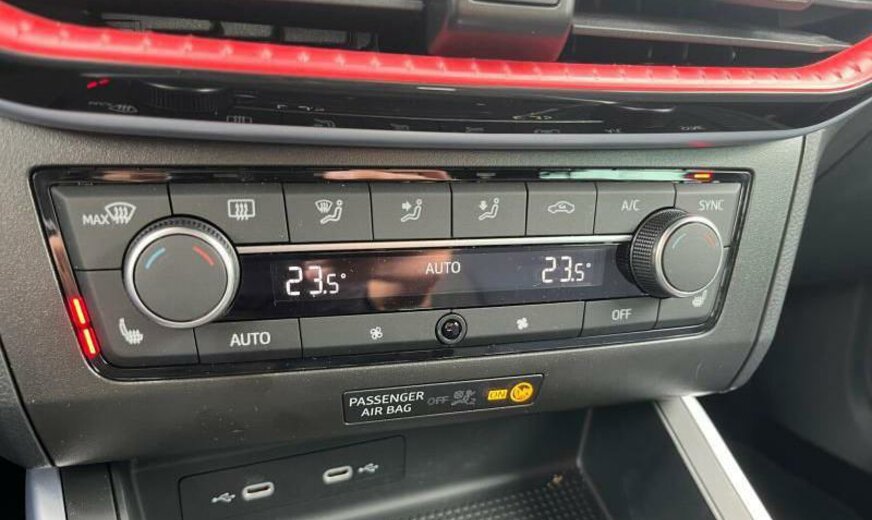 MAX
A/C
SYNC
23.5°
AUTO
23.5°
AUTO
OFF
PASSENGER
AIR BAG
OFF
ON